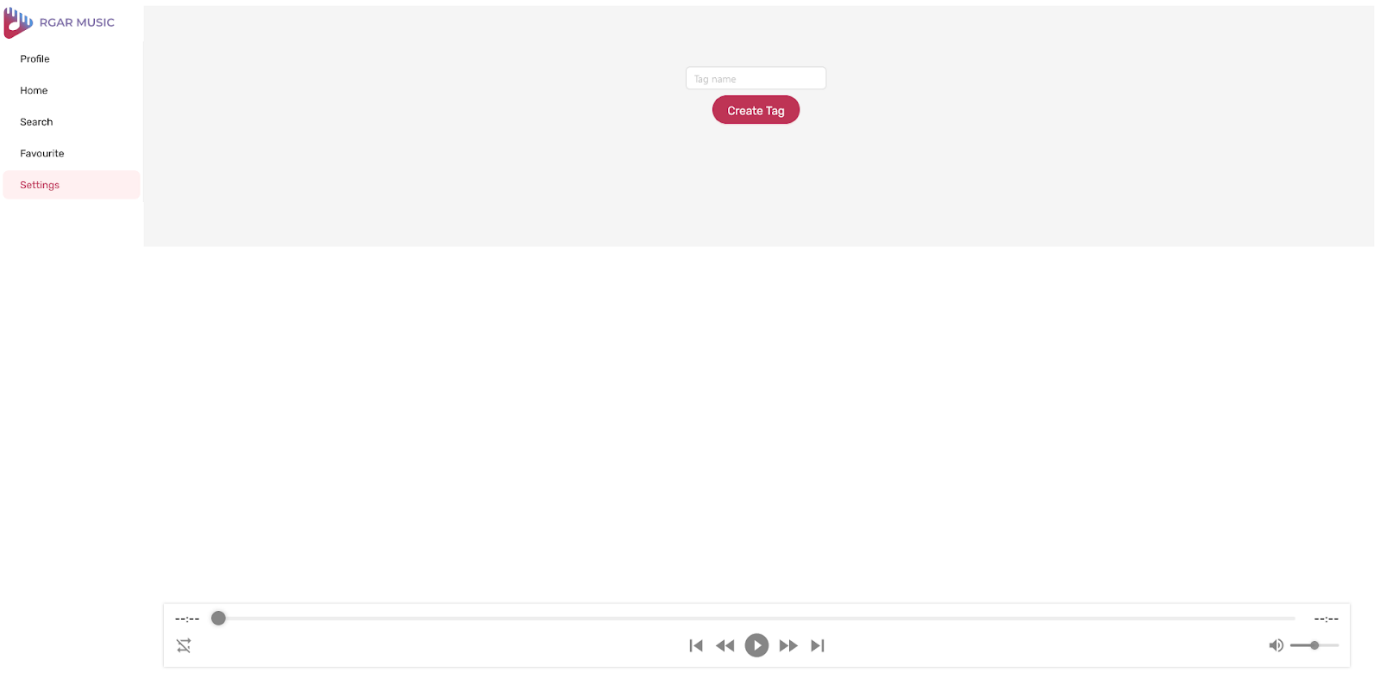 RGAR MUSIC
Profile
Home
Search
Favourite
Settings
Tag name
Create Tag
--:--
--:--